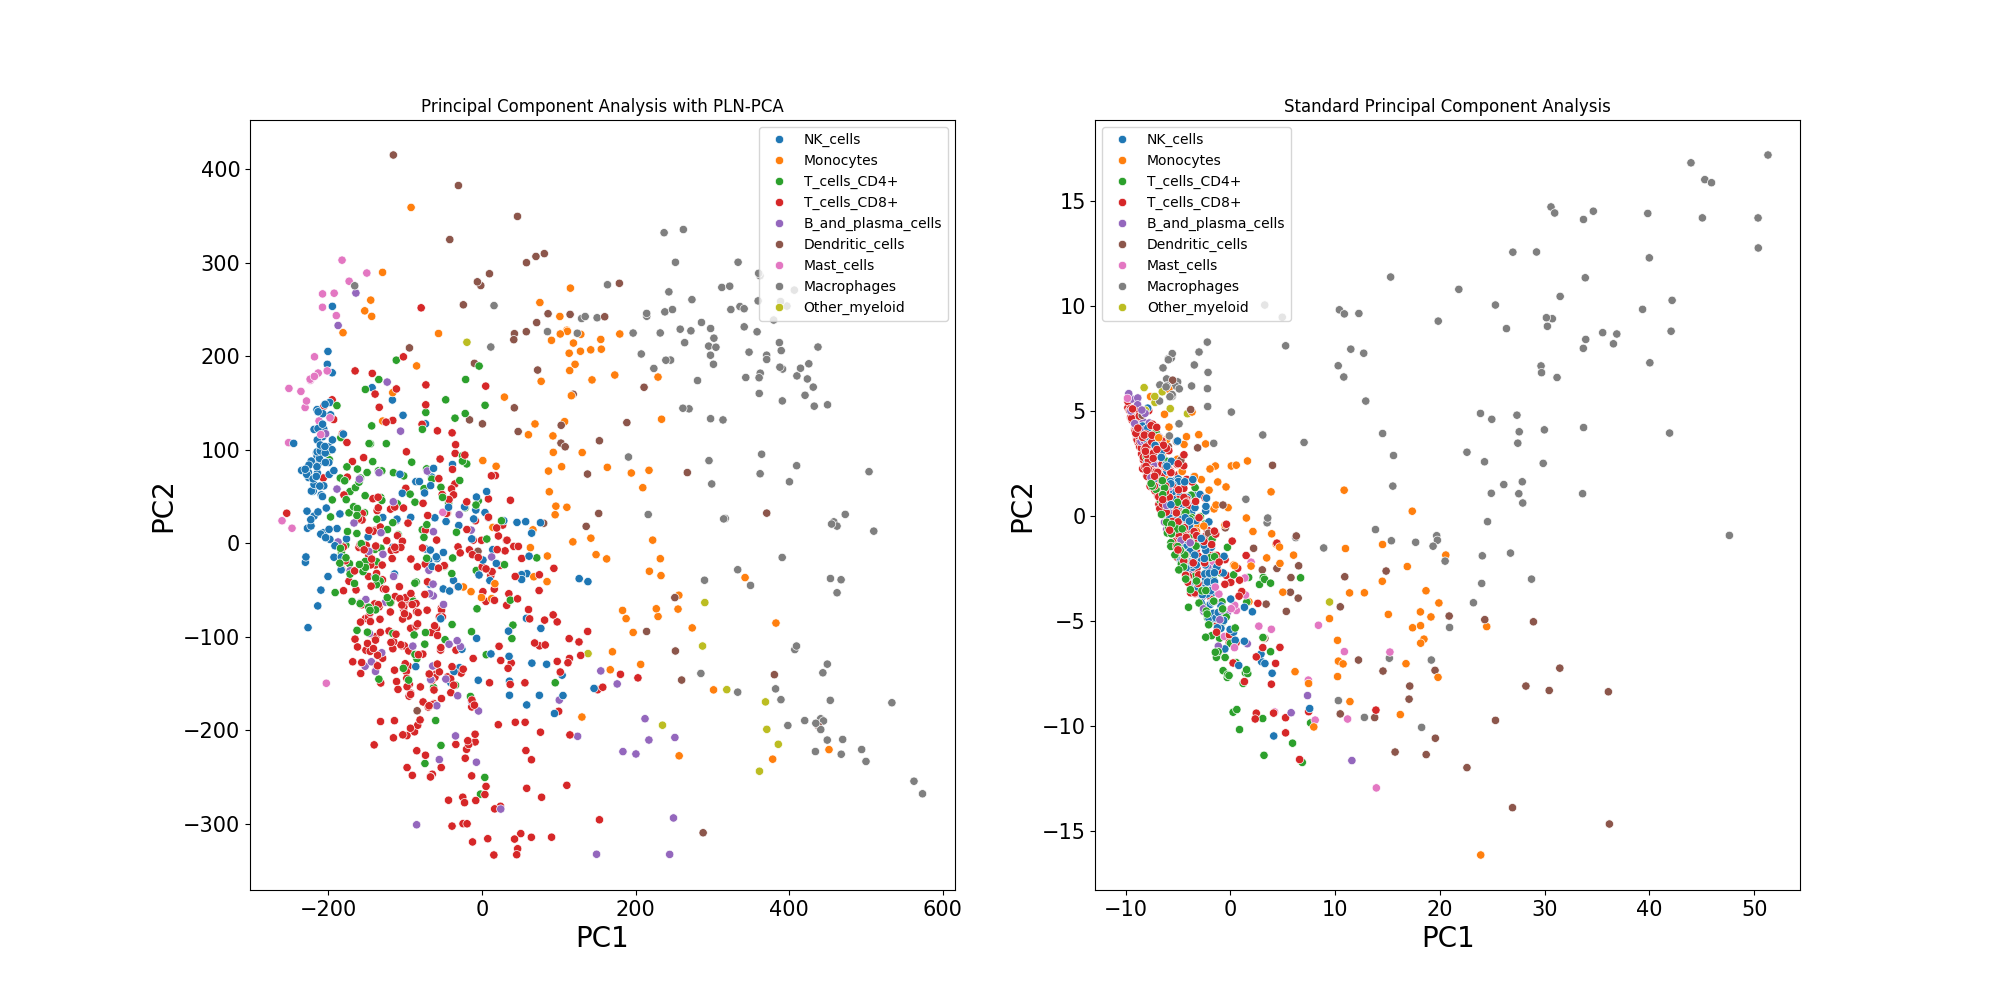 Principal Component Analysis with PLN-PCA
NK_cells
Monocytes
T_cells_CD4+
T_cells_CD8+
B_and_plasma_cells
Dendritic_cells
Mast_cells
Macrophages
Other_myeloid
400
300
200
100
0
−100
−200
−300
PC2
−200
0
200
400
600
PC1
Standard Principal Component Analysis
NK_cells
Monocytes
T_cells_CD4+
T_cells_CD8+
B_and_plasma_cells
Dendritic_cells
Mast_cells
Macrophages
Other_myeloid
15
10
5
0
−5
−10
−15
PC2
−10
0
10
20
30
40
50
PC1